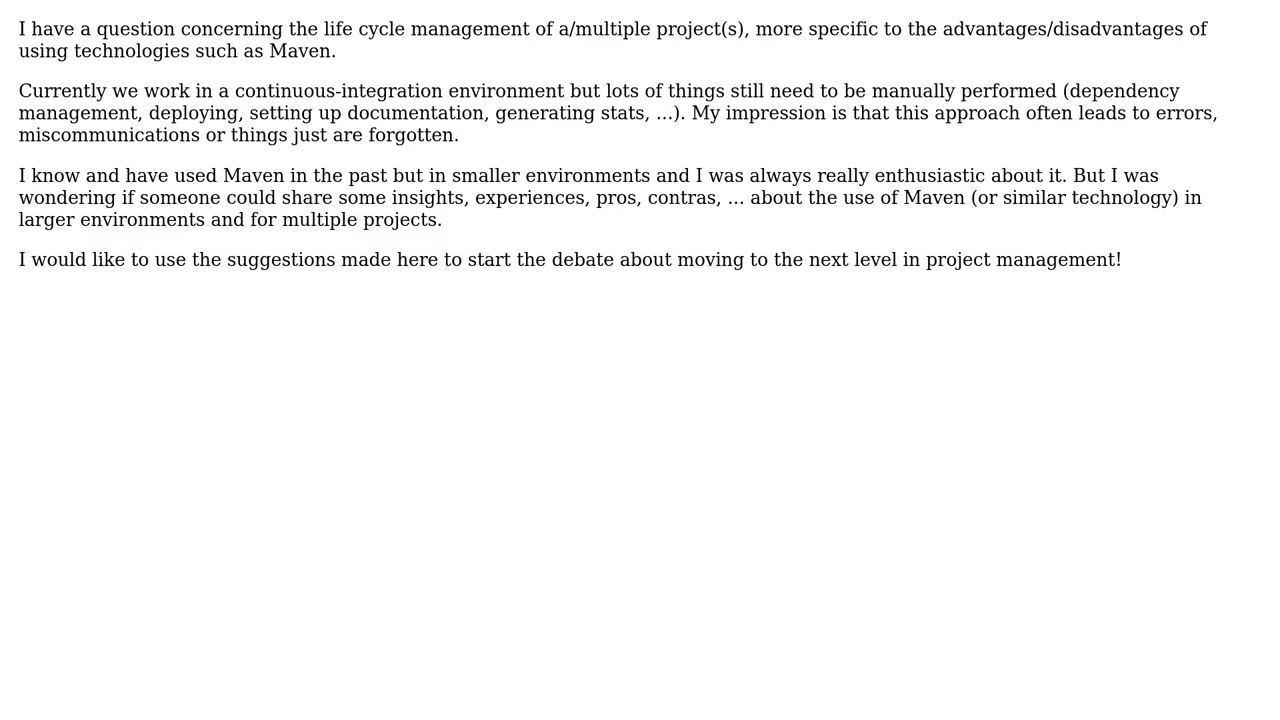 I have a question concerning the life cycle management of a/multiple project(s), more specific to the advantages/disadvantages of
using technologies such as Maven.
Currently we work in a continuous-integration environment but lots of things still need to be manually performed (dependency
management, deploying, setting up documentation, generating stats, ...). My impression is that this approach often leads to errors,
miscommunications or things just are forgotten.
I know and have used Maven in the past but in smaller environments and I was always really enthusiastic about it. But I was
wondering if someone could share some insights, experiences, pros, contras, ... about the use of Maven (or similar technology) in
larger environments and for multiple projects.
I would like to use the suggestions made here to start the debate about moving to the next level in project management!